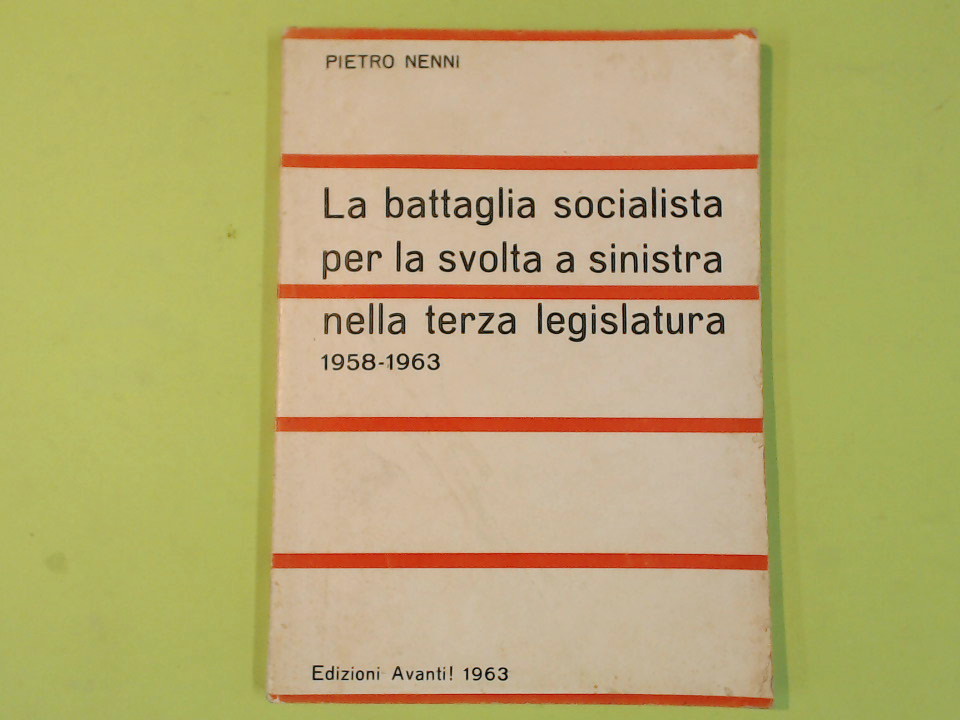 PIETRO NENNI
La battaglia socialista
per la svolta a sinistra
nella terza legislatura
1958-1963
Edizioni Avanti! 1963